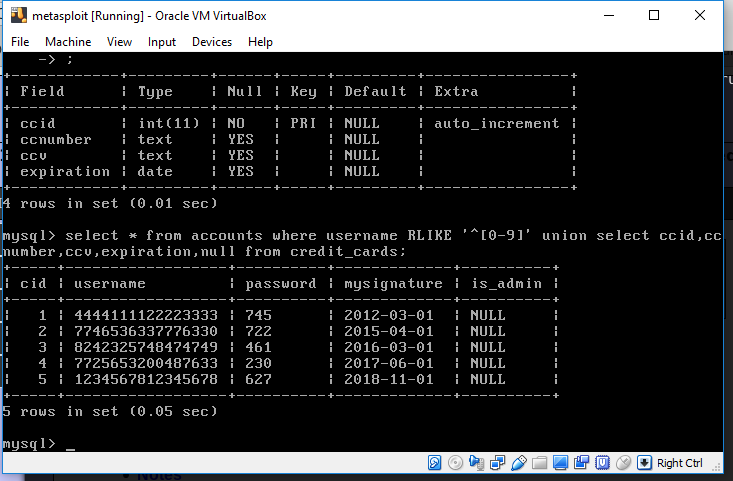 metasploit [Running] - Oracle VM VirtualBox
File Machine View Input Devices Help
-> ;
+------------+---------+------+-----+---------+----------------+
| Field | Type | Null | Key | Default | Extra |
+------------+---------+------+-----+---------+----------------+
| ccid | int(11) | NO | PRI | NULL | auto_increment |
| ccnumber | text | YES | | NULL | |
| ccv | text | YES | | NULL | |
| expiration | date | YES | | NULL | |
+------------+---------+------+-----+---------+----------------+
4 rows in set (0.01 sec)
mysql> select * from accounts where username RLIKE '^[0-9]' union select ccid,cc
number,ccv,expiration,null from credit_cards;
+-----+------------------+----------+-------------+----------+
| cid | username | password | mysignature | is_admin |
+-----+------------------+----------+-------------+----------+
| 1 | 4444111122223333 | 745 | 2012-03-01 | NULL |
| 2 | 7746536337776330 | 722 | 2015-04-01 | NULL |
| 3 | 8242325748474749 | 461 | 2016-03-01 | NULL |
| 4 | 7725653200487633 | 230 | 2017-06-01 | NULL |
| 5 | 1234567812345678 | 627 | 2018-11-01 | NULL |
+-----+------------------+----------+-------------+----------+
5 rows in set (0.05 sec)
mysql> _
Right Ctrl
Notes